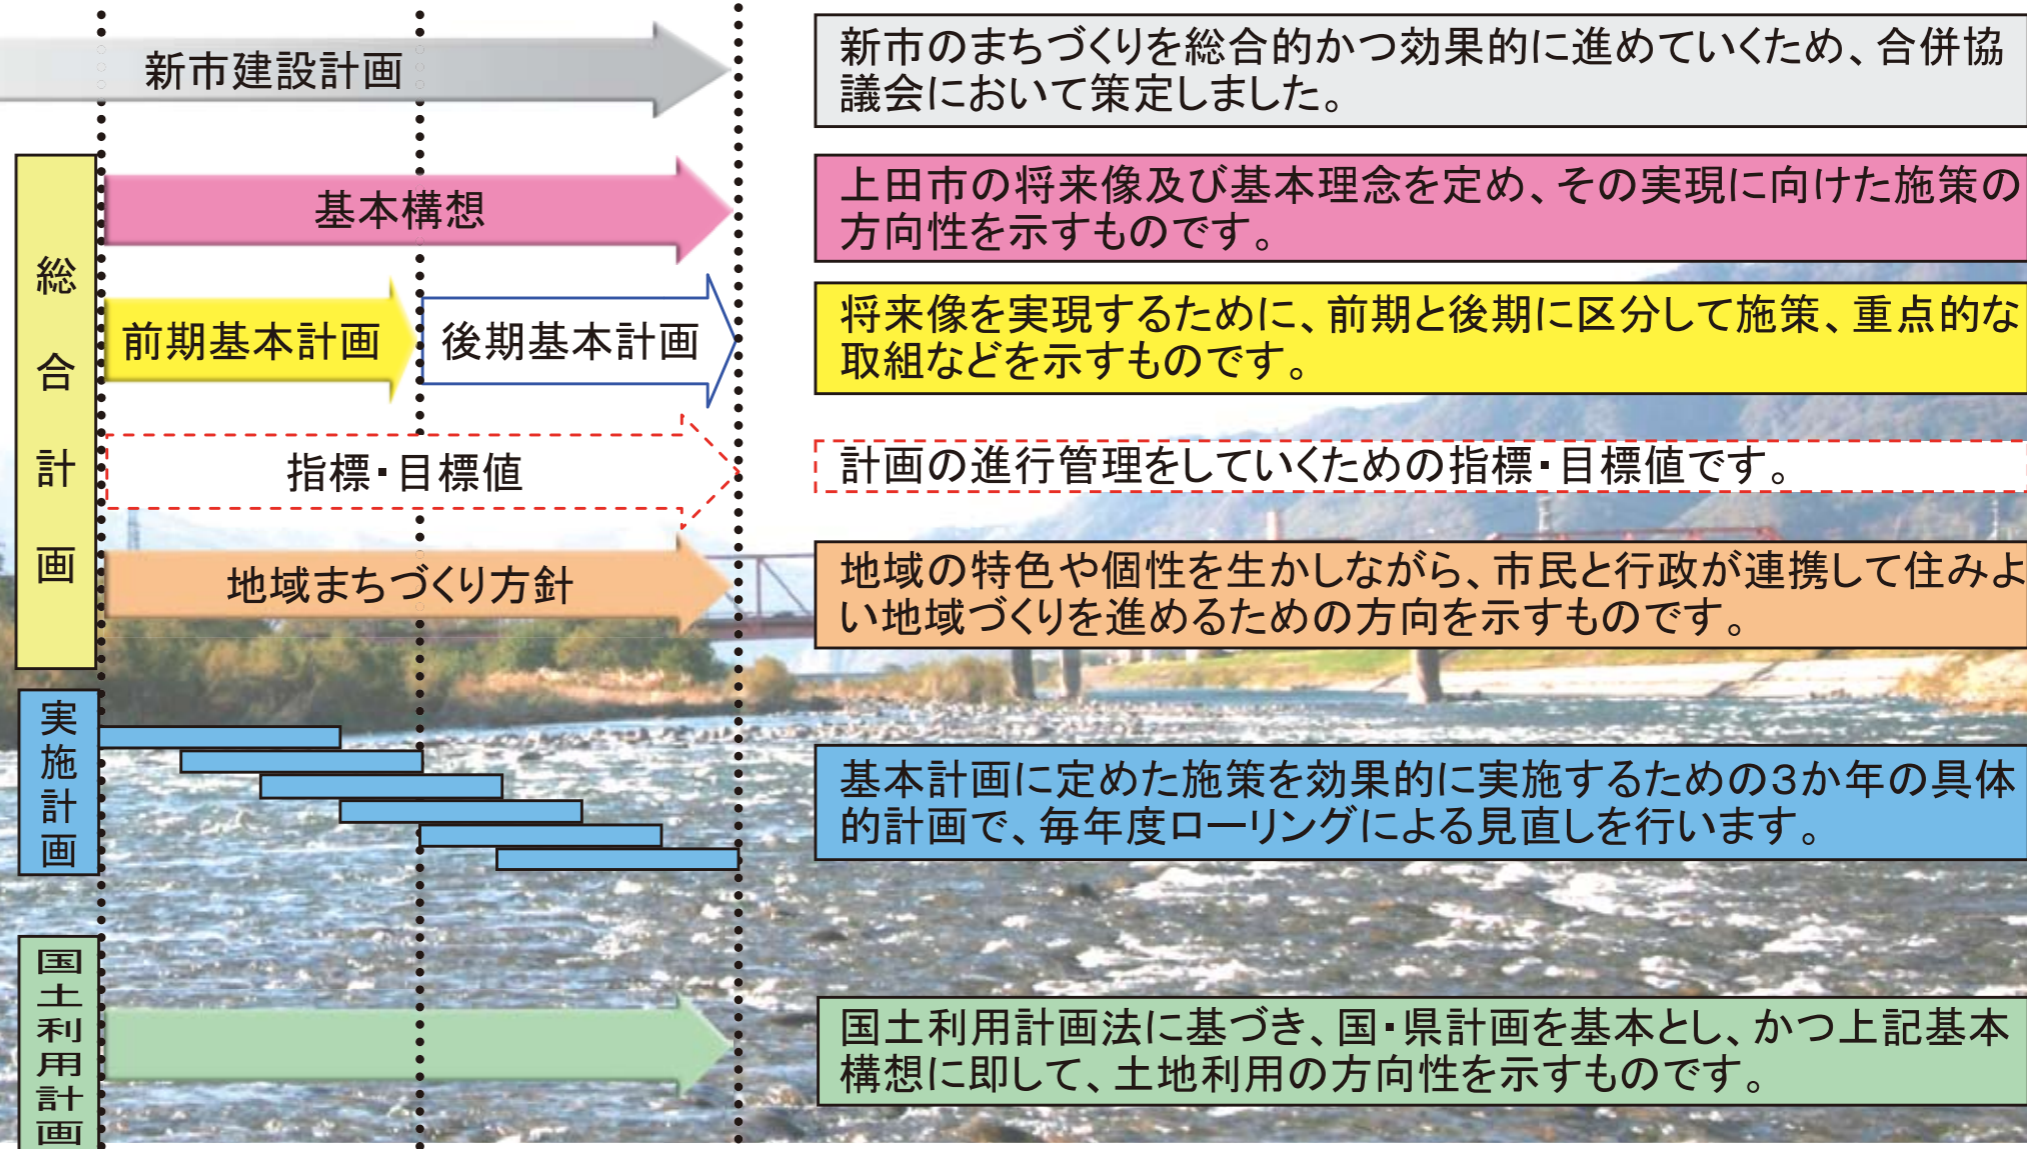 新市建設計画
新市のまちづくりを総合的かつ効果的に進めていくため、合併協
議会において策定しました。
総合計画
基本構想
上田市の将来像及び基本理念を定め、その実現に向けた施策の
方向性を示すものです。
前期基本計画
後期基本計画
将来像を実現するために、前期と後期に区分して施策、重点的な
取組などを示すものです。
指標・目標値
計画の進行管理をしていくための指標・目標値です。
地域まちづくり方針
地域の特色や個性を生かしながら、市民と行政が連携して住みよ
い地域づくりを進めるための方向を示すものです。
実施計画
基本計画に定めた施策を効果的に実施するための3か年の具体
的計画で、毎年度ローリングによる見直しを行います。
国土利用計画
国土利用計画法に基づき、国・県計画を基本とし、かつ上記基本
構想に即して、土地利用の方向性を示すものです。